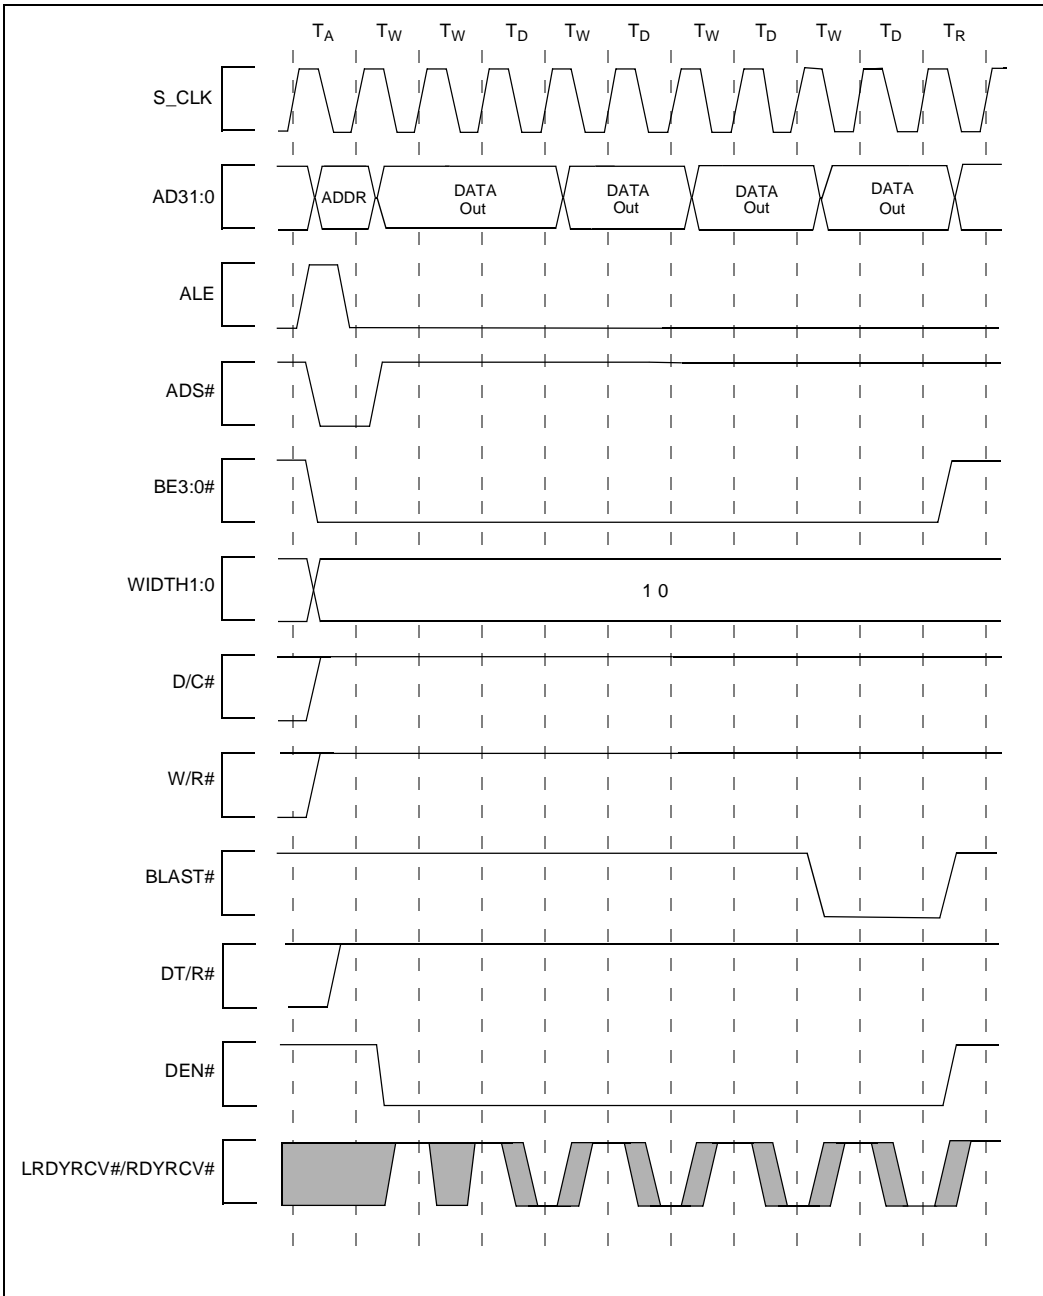 TA TW TW TD TW TD TW TD TW TD TR
S_CLK
AD31:0
ADDR
DATA
Out
DATA
Out
DATA
Out
DATA
Out
ALE
ADS#
BE3:0#
WIDTH1:0
1 0
D/C#
W/R#
BLAST#
DT/R#
DEN#
LRDYRCV#/RDYRCV#